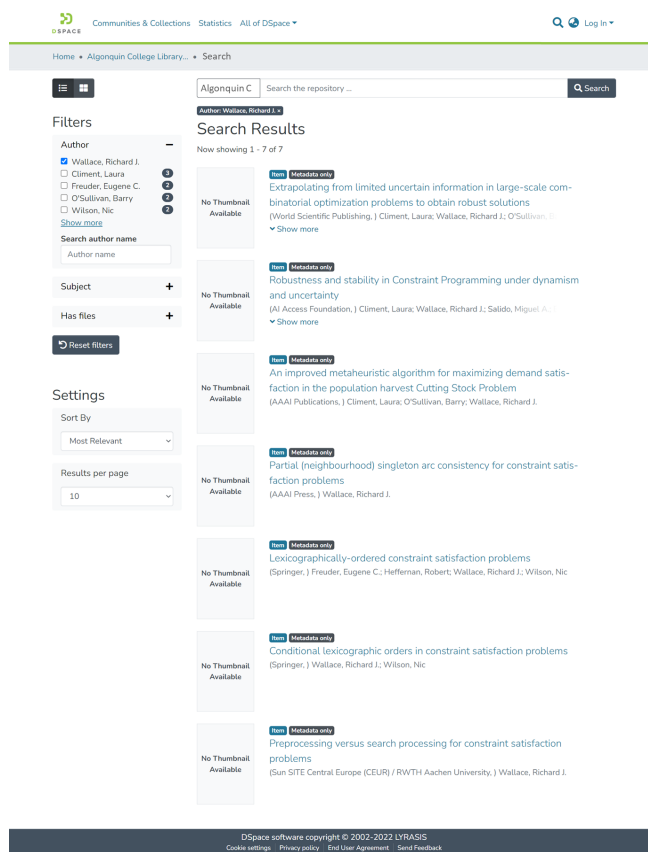 DSPACE
Communities & Collections Statistics All of DSpace
Log In
Home • Algonquin College Library... • Search
Algonquin C
Search the repository ...
Search
Author: Wallace, Richard J. ×
Search Results
Now showing 1 - 7 of 7
Filters
Author
Wallace, Richard J.
Climent, Laura 3
Freuder, Eugene C. 2
O'Sullivan, Barry 2
Wilson, Nic 2
Show more
Search author name
Author name
Subject
Has files
Reset filters
Settings
Sort By
Most Relevant
Results per page
10
No Thumbnail
Available
Item Metadata only
Extrapolating from limited uncertain information in large-scale com-
binatorial optimization problems to obtain robust solutions
(World Scientific Publishing, ) Climent, Laura; Wallace, Richard J.; O'Sullivan,
Show more
No Thumbnail
Available
Item Metadata only
Robustness and stability in Constraint Programming under dynamism
and uncertainty
(AI Access Foundation, ) Climent, Laura; Wallace, Richard J.; Salido, Miguel A.;
Show more
No Thumbnail
Available
Item Metadata only
An improved metaheuristic algorithm for maximizing demand satis-
faction in the population harvest Cutting Stock Problem
(AAAI Publications, ) Climent, Laura; O'Sullivan, Barry; Wallace, Richard J.
No Thumbnail
Available
Item Metadata only
Partial (neighbourhood) singleton arc consistency for constraint satis-
faction problems
(AAAI Press, ) Wallace, Richard J.
No Thumbnail
Available
Item Metadata only
Lexicographically-ordered constraint satisfaction problems
(Springer, ) Freuder, Eugene C.; Heffernan, Robert; Wallace, Richard J.; Wilson, Nic
No Thumbnail
Available
Item Metadata only
Conditional lexicographic orders in constraint satisfaction problems
(Springer, ) Wallace, Richard J.; Wilson, Nic
No Thumbnail
Available
Item Metadata only
Preprocessing versus search processing for constraint satisfaction
problems
(Sun SITE Central Europe (CEUR) / RWTH Aachen University, ) Wallace, Richard J.
DSpace software copyright © 2002-2022 LYRASIS
Cookie settings Privacy policy End User Agreement Send Feedback